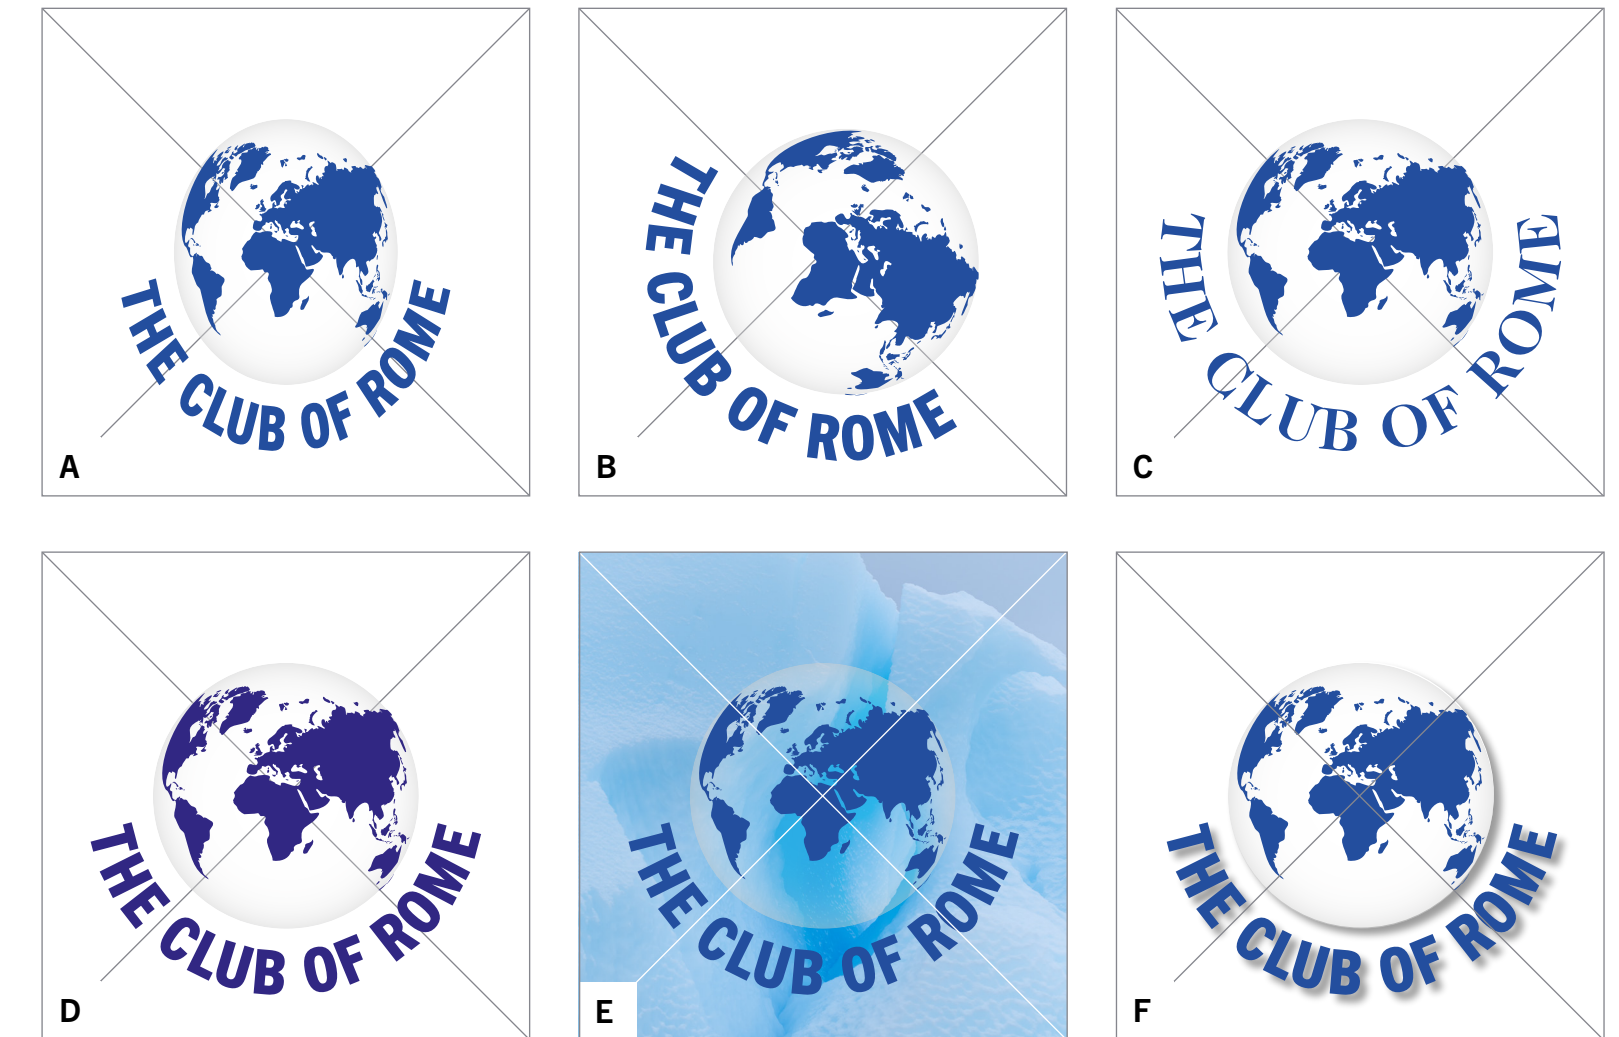 THE CLUB OF ROME
A
THE CLUB OF ROME
B
THE CLUB OF ROME
C
THE CLUB OF ROME
D
THE CLUB OF ROME
E
THE CLUB OF ROME
F